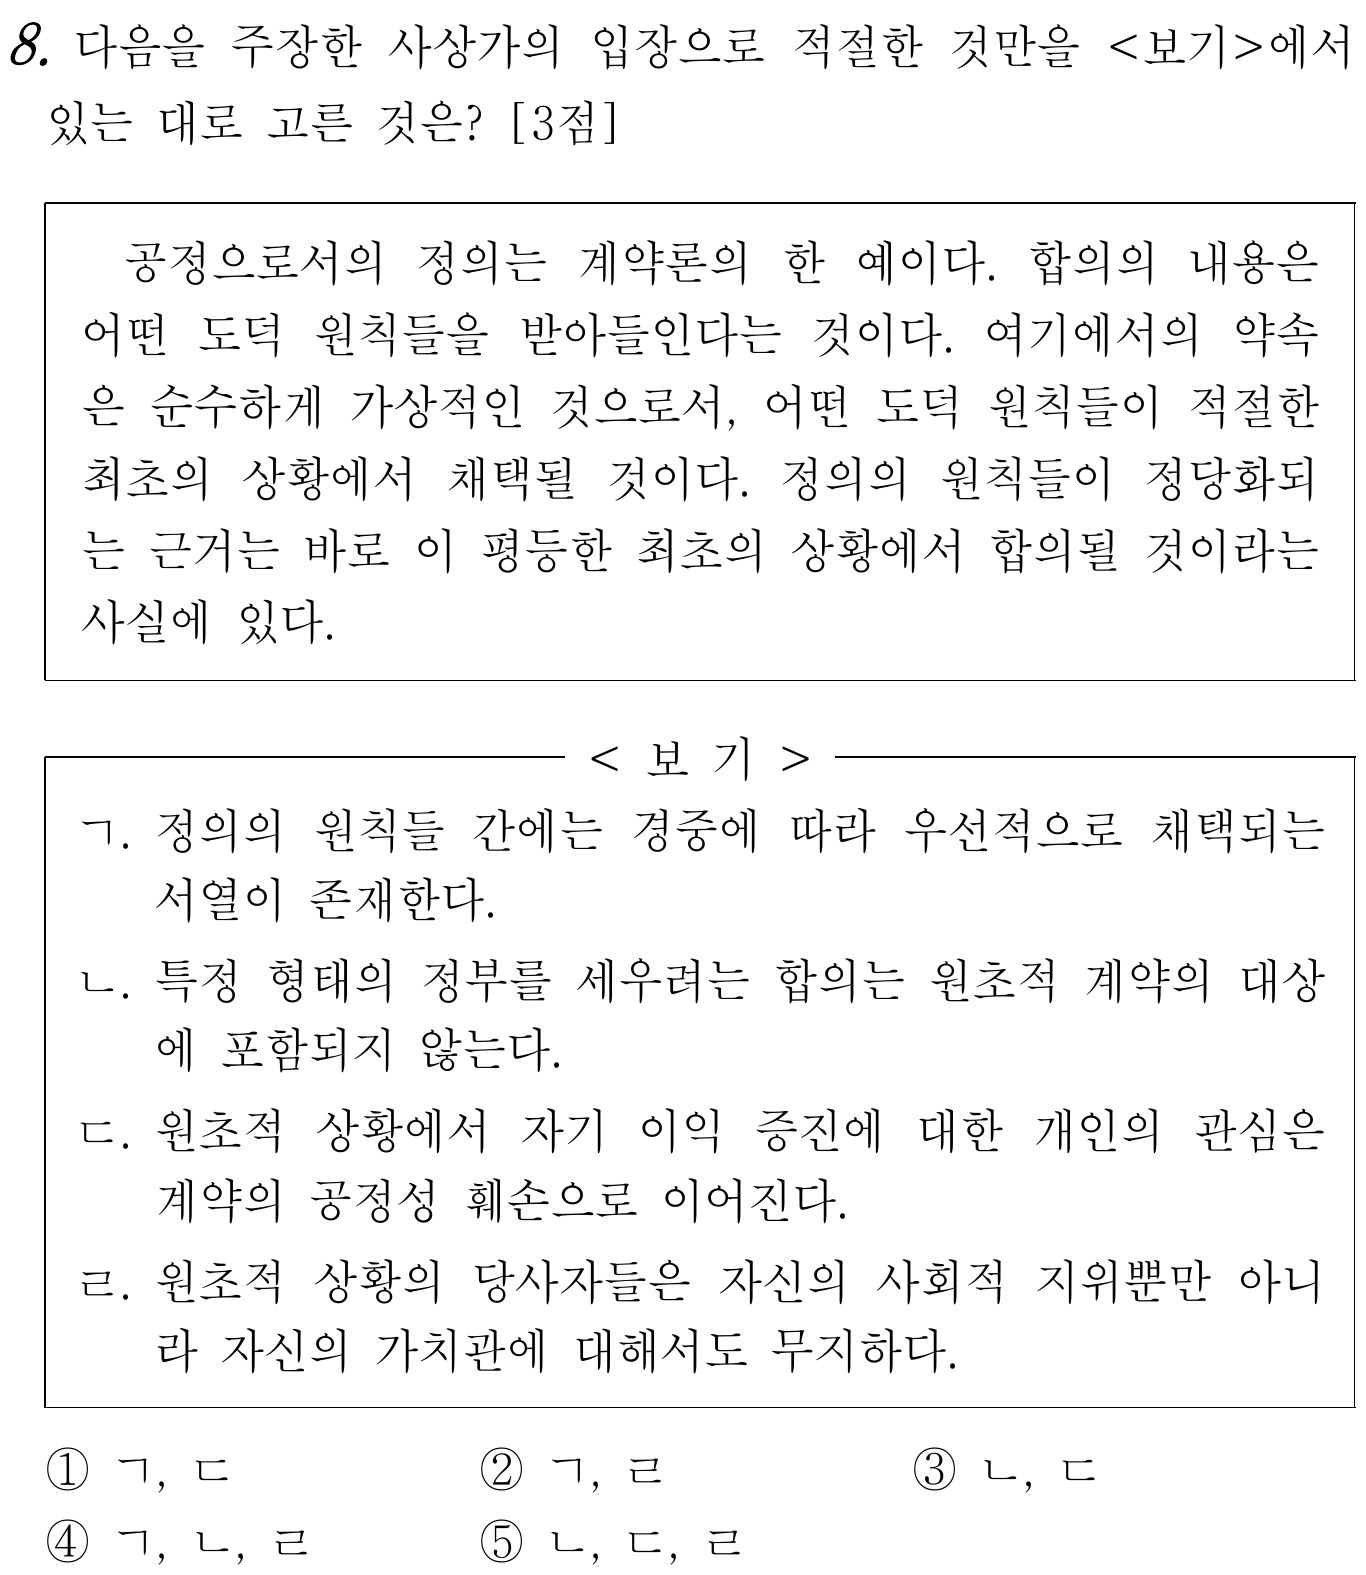 8. 다음을 주장한 사상가의 입장으로 적절한 것만을 <보기>에서
있는 대로 고른 것은? [3점]
공정으로서의 정의는 계약론의 한 예이다. 합의의 내용은
어떤 도덕 원칙들을 받아들인다는 것이다. 여기에서의 약속
은 순수하게 가상적인 것으로서, 어떤 도덕 원칙들이 적절한
최초의 상황에서 채택될 것이다. 정의의 원칙들이 정당화되
는 근거는 바로 이 평등한 최초의 상황에서 합의될 것이라는
사실에 있다.
< 보 기 >
ㄱ. 정의의 원칙들 간에는 경중에 따라 우선적으로 채택되는
서열이 존재한다.
ㄴ. 특정 형태의 정부를 세우려는 합의는 원초적 계약의 대상
에 포함되지 않는다.
ㄷ. 원초적 상황에서 자기 이익 증진에 대한 개인의 관심은
계약의 공정성 훼손으로 이어진다.
ㄹ. 원초적 상황의 당사자들은 자신의 사회적 지위뿐만 아니
라 자신의 가치관에 대해서도 무지하다.
① ㄱ, ㄷ ② ㄱ, ㄹ ③ ㄴ, ㄷ
④ ㄱ, ㄴ, ㄹ ⑤ ㄴ, ㄷ, ㄹ